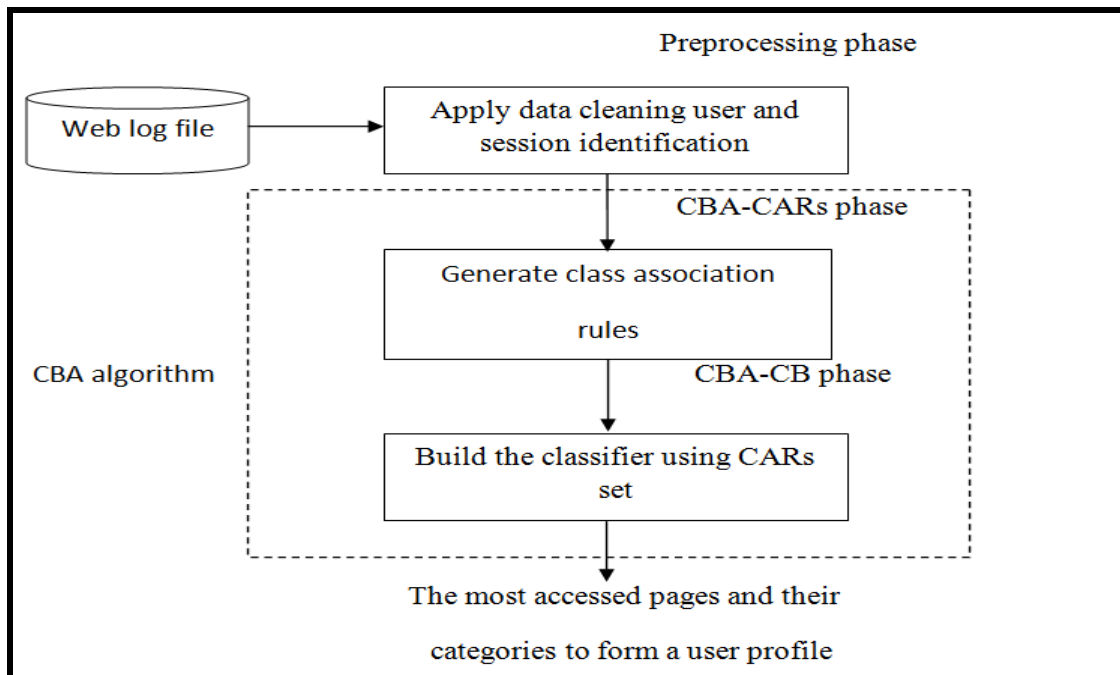 Preprocessing phase
Web log file
Apply data cleaning user and
session identification
CBA-CARs phase
Generate class association
rules
CBA algorithm
CBA-CB phase
Build the classifier using CARs
set
The most accessed pages and their
categories to form a user profile